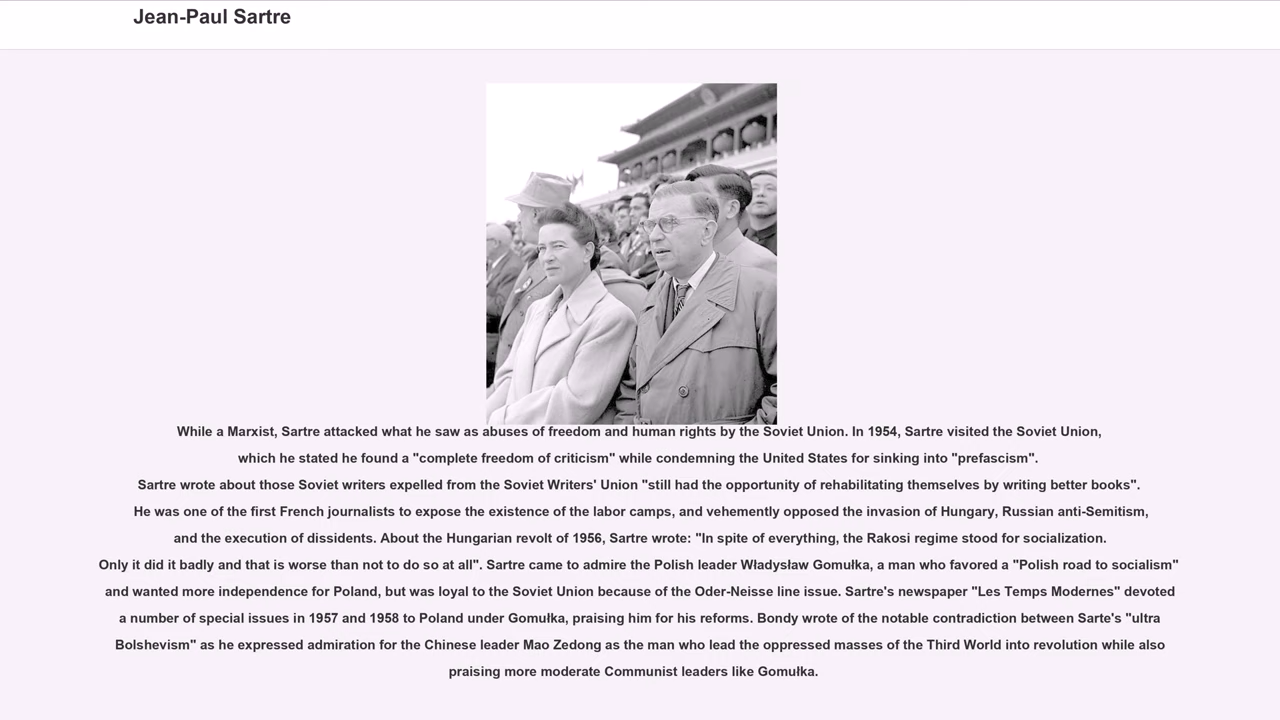 Jean-Paul Sartre
While a Marxist, Sartre attacked what he saw as abuses of freedom and human rights by the Soviet Union. In 1954, Sartre visited the Soviet Union,
which he stated he found a "complete freedom of criticism" while condemning the United States for sinking into "prefascism".
Sartre wrote about those Soviet writers expelled from the Soviet Writers' Union "still had the opportunity of rehabilitating themselves by writing better books".
He was one of the first French journalists to expose the existence of the labor camps, and vehemently opposed the invasion of Hungary, Russian anti-Semitism,
and the execution of dissidents. About the Hungarian revolt of 1956, Sartre wrote: "In spite of everything, the Rakosi regime stood for socialization.
Only it did it badly and that is worse than not to do so at all". Sartre came to admire the Polish leader Władysław Gomułka, a man who favored a "Polish road to socialism"
and wanted more independence for Poland, but was loyal to the Soviet Union because of the Oder-Neisse line issue. Sartre's newspaper "Les Temps Modernes" devoted
a number of special issues in 1957 and 1958 to Poland under Gomułka, praising him for his reforms. Bondy wrote of the notable contradiction between Sarte's "ultra
Bolshevism" as he expressed admiration for the Chinese leader Mao Zedong as the man who lead the oppressed masses of the Third World into revolution while also
praising more moderate Communist leaders like Gomułka.